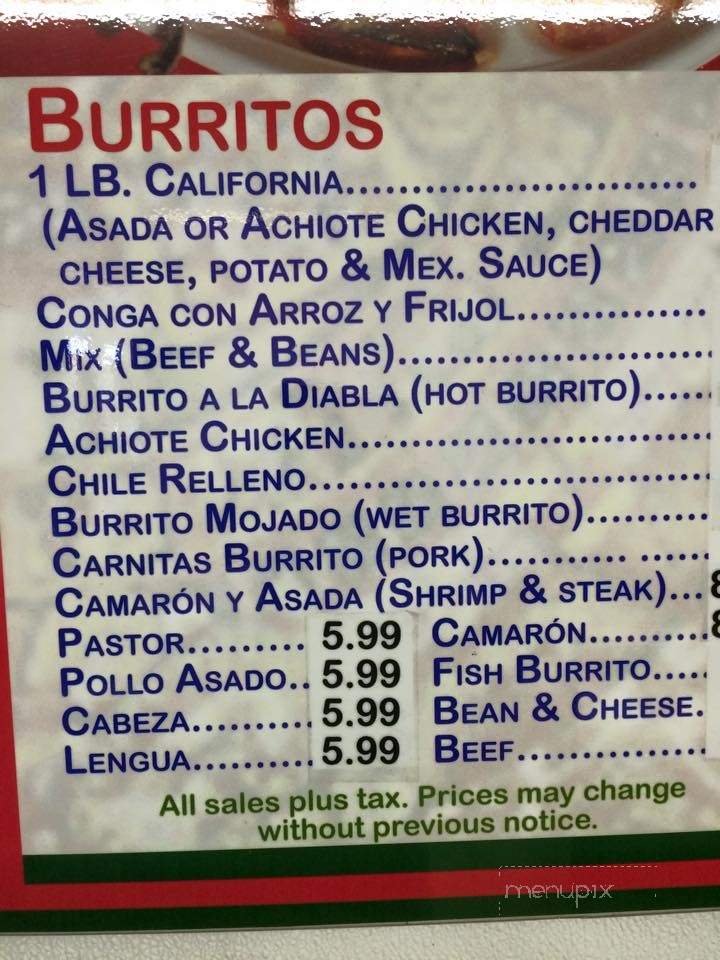 BURRITOS
1 LB. CALIFORNIA..............................
(ASADA OR ACHIOTE CHICKEN, CHEDDAR
CHEESE, POTATO & MEX. SAUCE)
CONGA CON ARROZ Y FRIJOL................
MIX (BEEF & BEANS)...........................
BURRITO A LA DIABLA (HOT BURRITO)......
ACHIOTE CHICKEN...............................
CHILE RELLENO..................................
BURRITO MOJADO (WET BURRITO)..........
CARNITAS BURRITO (PORK)............ ......
CAMARÓN Y ASADA (SHRIMP & STEAK)...
PASTOR......... 5.99 CAMARÓN.........
POLLO ASADO.. 5.99 FISH BURRITO.....
CABEZA......... 5.99 BEAN & CHEESE.
LENGUA......... 5.99 BEEF...............
All sales plus tax. Prices may change
without previous notice.
menupix